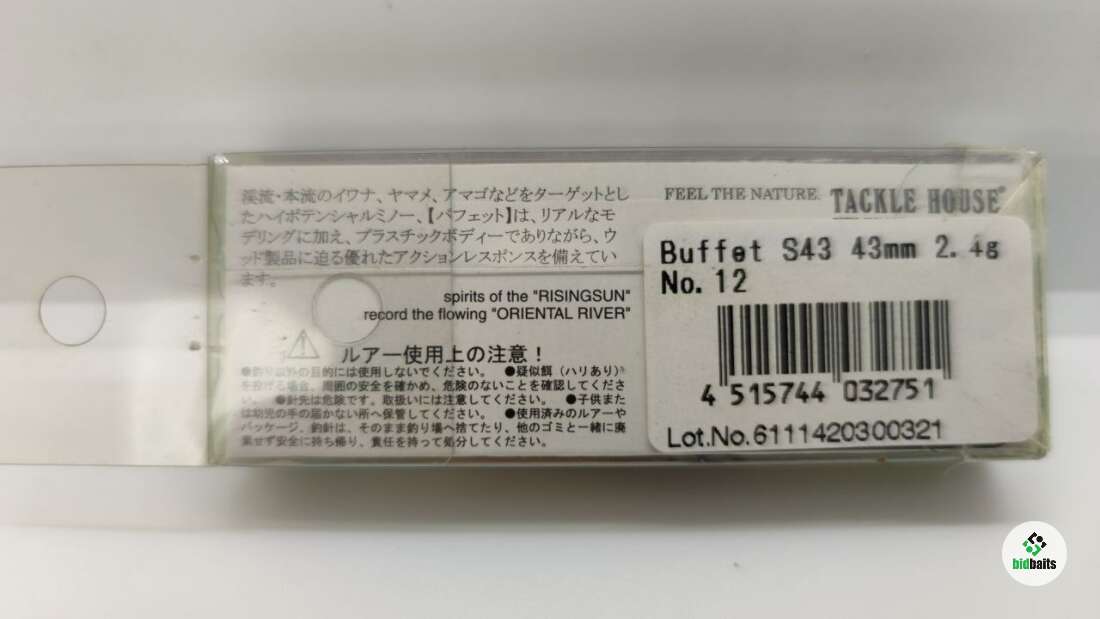 渓流・本流のイワナ、ヤマメ、アマゴなどをターゲットとし
たハイポテンシャルミノー、【バフェット】は、リアルなモ
デリングに加え、プラスチックボディーでありながら、ウ
ッド製品に迫る優れたアクションレスポンスを備えてい
ます。
spirits of the "RISINGSUN"
record the flowing "ORIENTAL RIVER"
ルアー使用上の注意！
●釣り以外の目的には使用しないでください。 ●疑似餌（ハリあり）
を投げる場合、周囲の安全を確かめ、危険のないことを確認してくださ
い。 ●針先は危険です。取扱いには注意してください。 ●子供また
は幼児の手の届かない所へ保管してください。 ●使用済みのルアーや
パッケージ、釣針は、そのまま釣り場へ捨てたり、他のゴミと一緒に廃
棄せず安全に持ち帰り、責任を持って処分してください。
FEEL THE NATURE. TACKLE HOUSE®
Buffet S43 43mm 2.4g
No.12
4 515744 032751
Lot.No.6111420300321
bidbaits